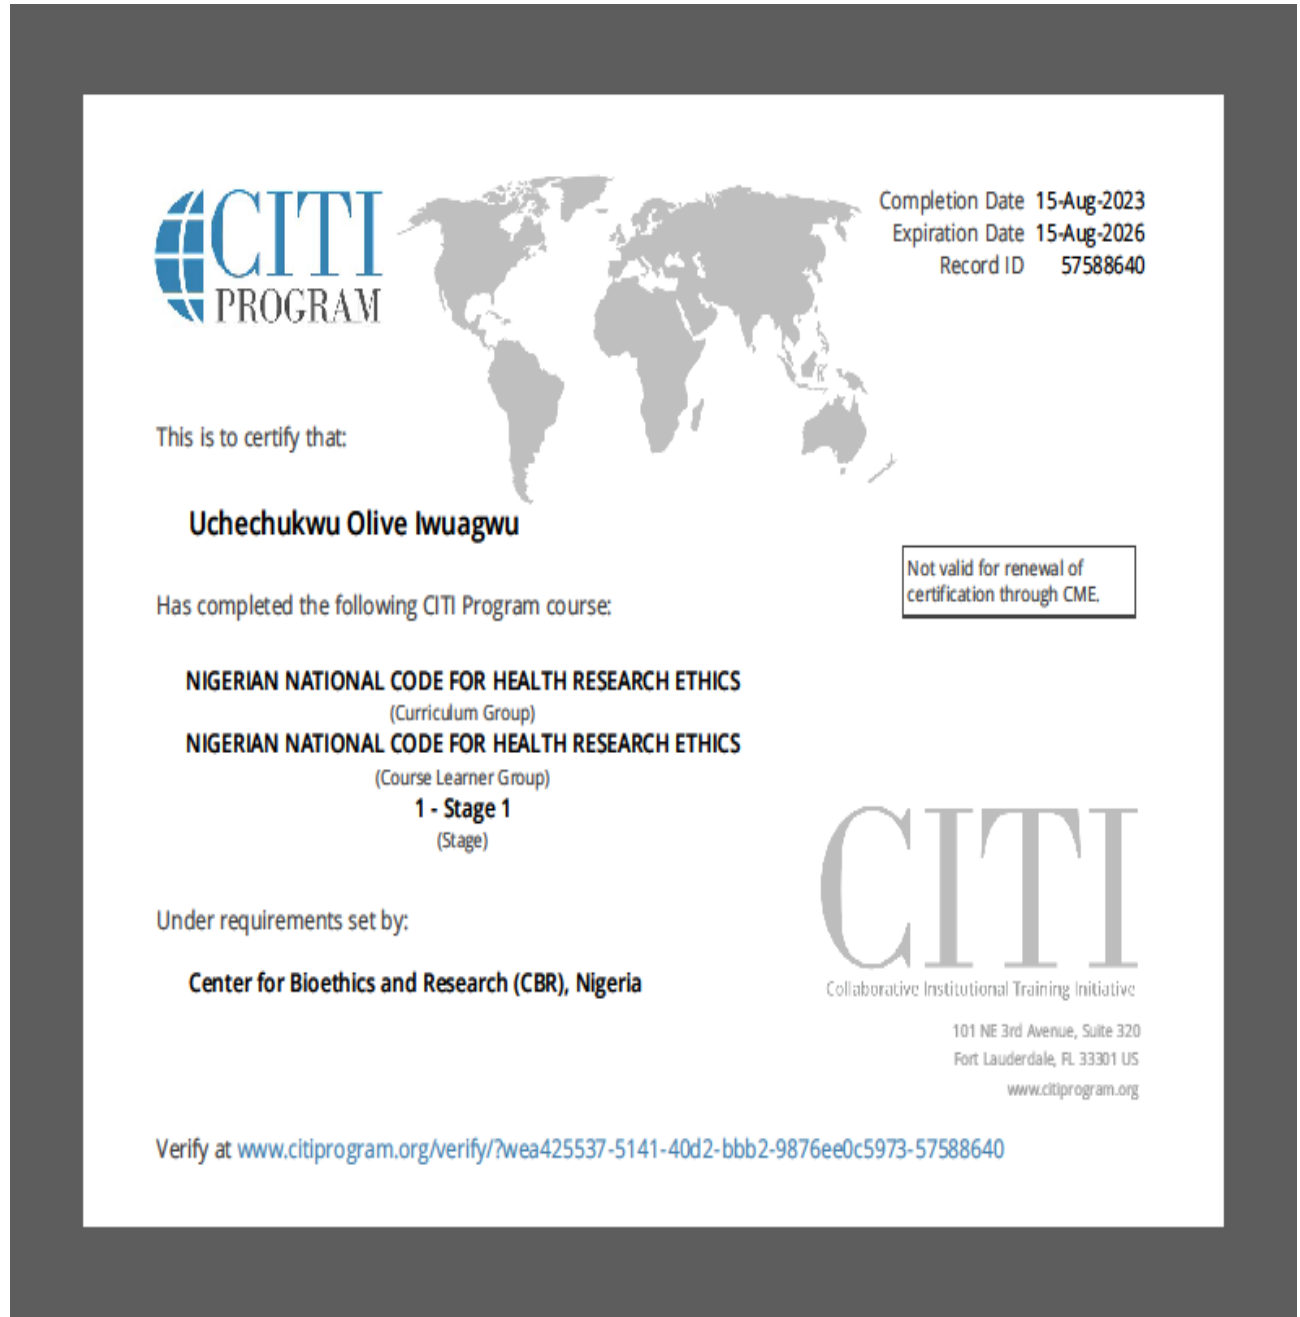 CITI
PROGRAM
Completion Date 15-Aug-2023
Expiration Date 15-Aug-2026
Record ID 57588640
This is to certify that:
Uchechukwu Olive Iwuagwu
Not valid for renewal of
certification through CME.
Has completed the following CITI Program course:
NIGERIAN NATIONAL CODE FOR HEALTH RESEARCH ETHICS
(Curriculum Group)
NIGERIAN NATIONAL CODE FOR HEALTH RESEARCH ETHICS
(Course Learner Group)
1 - Stage 1
(Stage)
Under requirements set by:
Center for Bioethics and Research (CBR), Nigeria
CITI
Collaborative Institutional Training Initiative
101 NE 3rd Avenue, Suite 320
Fort Lauderdale, FL 33301 US
www.citiprogram.org
Verify at www.citiprogram.org/verify/?wea425537-5141-40d2-bbb2-9876ee0c5973-57588640